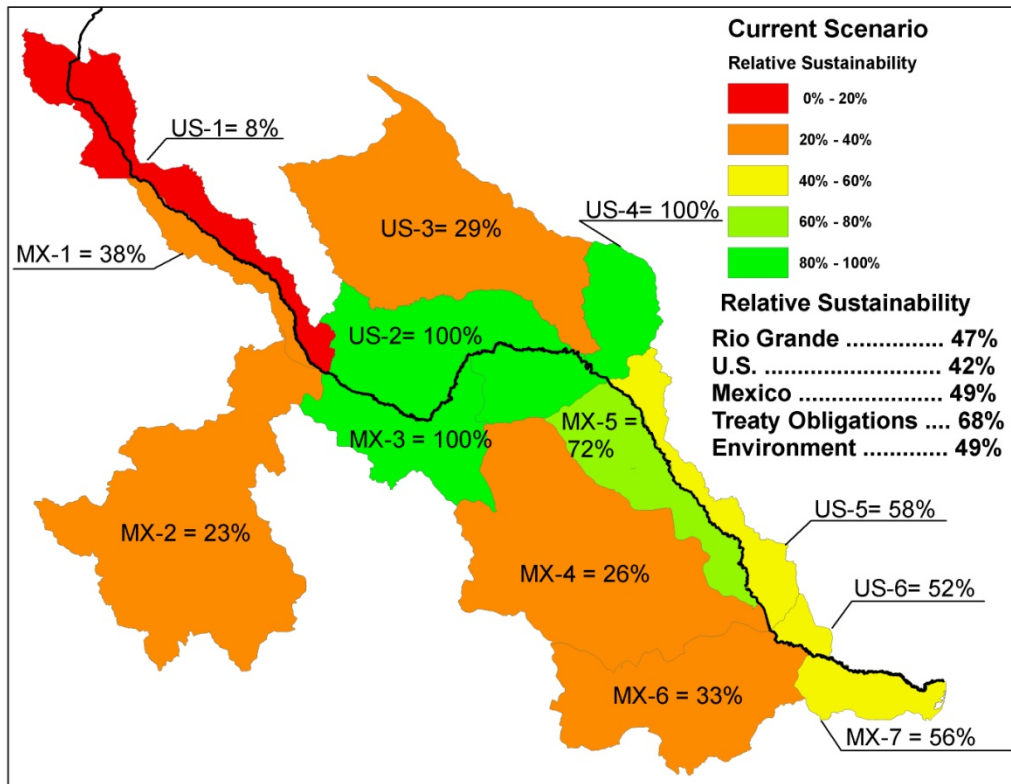 Current Scenario
Relative Sustainability
0% - 20%
20% - 40%
40% - 60%
60% - 80%
80% - 100%
Relative Sustainability
Rio Grande ................ 47%
U.S. ........................... 42%
Mexico ...................... 49%
Treaty Obligations .... 68%
Environment ............. 49%
US-1= 8%
MX-1 = 38%
US-3= 29%
US-4= 100%
US-2= 100%
MX-3 = 100%
MX-5 =
72%
MX-2 = 23%
MX-4 = 26%
US-5= 58%
US-6= 52%
MX-6 = 33%
MX-7 = 56%